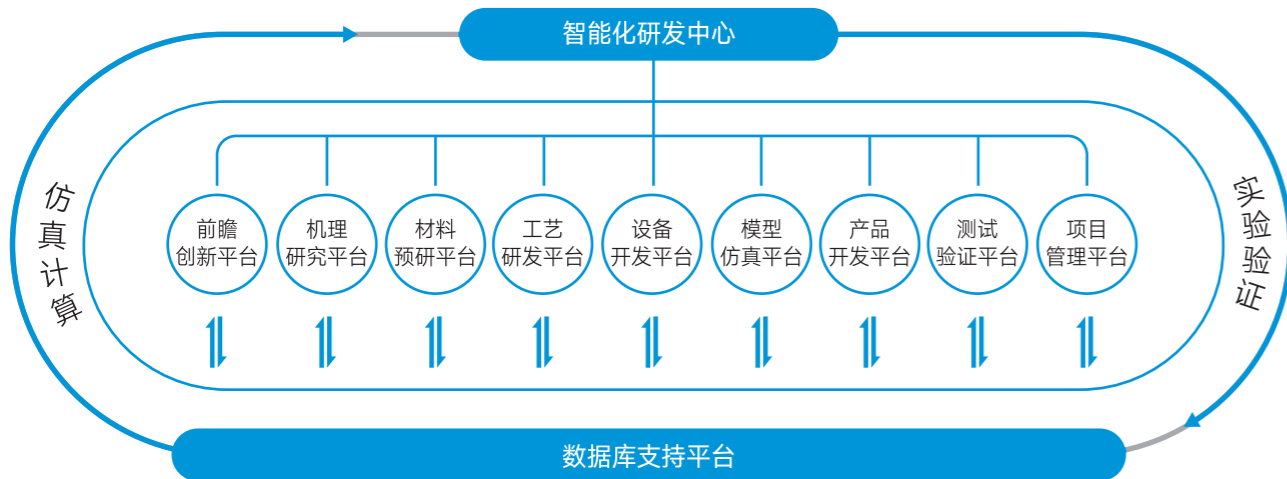 智能化研发中心
仿真计算
前瞻
创新平台
机理
研究平台
材料
预研平台
工艺
研发平台
设备
开发平台
模型
仿真平台
产品
开发平台
测试
验证平台
项目
管理平台
实验验证
数据库支持平台